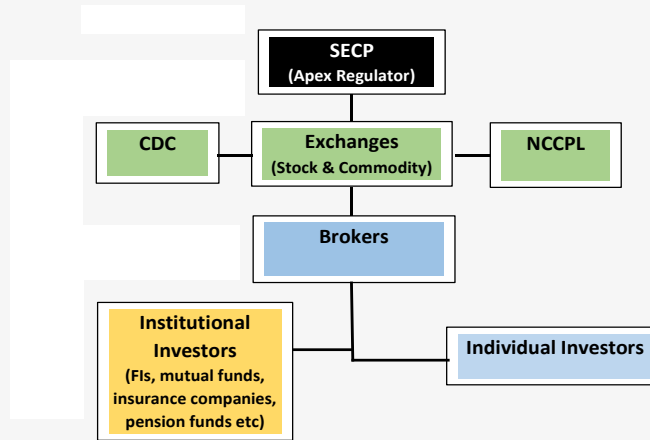 SECP
(Apex Regulator)
CDC
Exchanges
(Stock & Commodity)
NCCPL
Brokers
Institutional
Investors
(FIs, mutual funds,
insurance companies,
pension funds etc)
Individual Investors